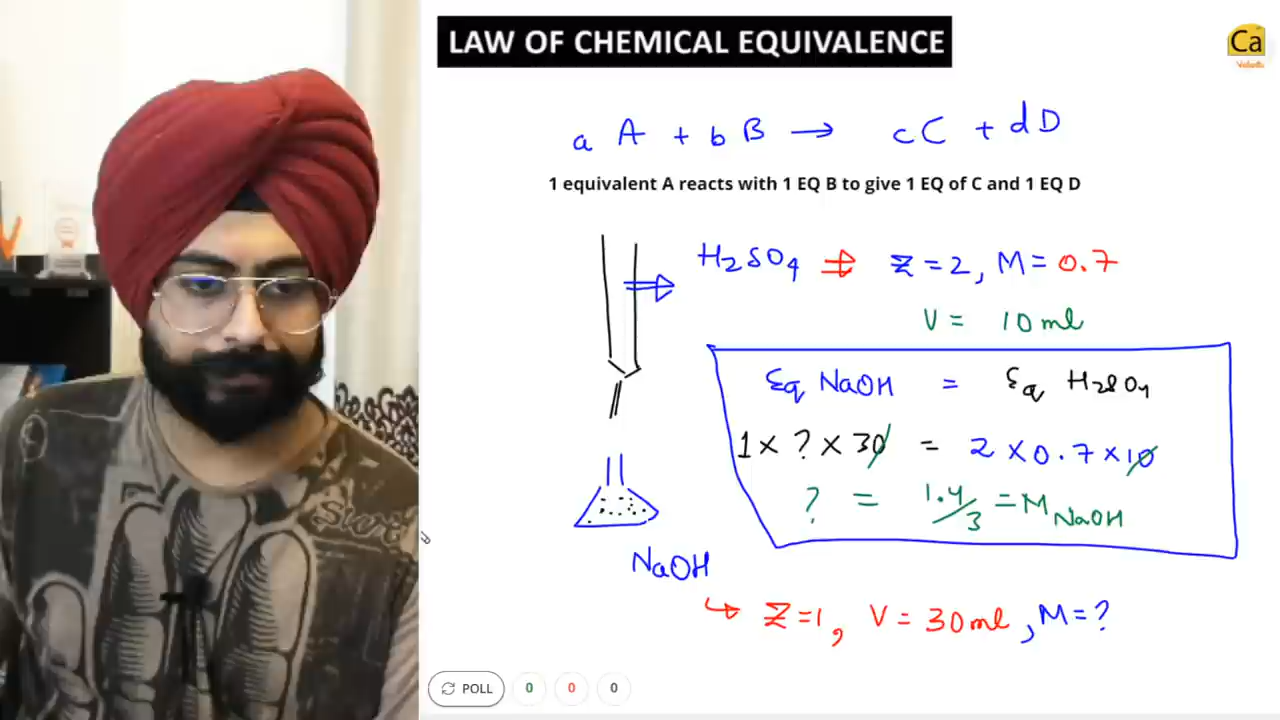 LAW OF CHEMICAL EQUIVALENCE
Ca
Vedantu
a A + b B → cC + dD
1 equivalent A reacts with 1 EQ B to give 1 EQ of C and 1 EQ D
H₂SO₄ ⇒ Z = 2, M = 0.7
V = 10 ml
Eq NaOH = Eq H₂SO₄
1 × ? × 30 = 2 × 0.7 × 10
? = 1.4/3 = M NaOH
NaOH
↪ Z = 1, V = 30 ml, M = ?
POLL 0 0 0